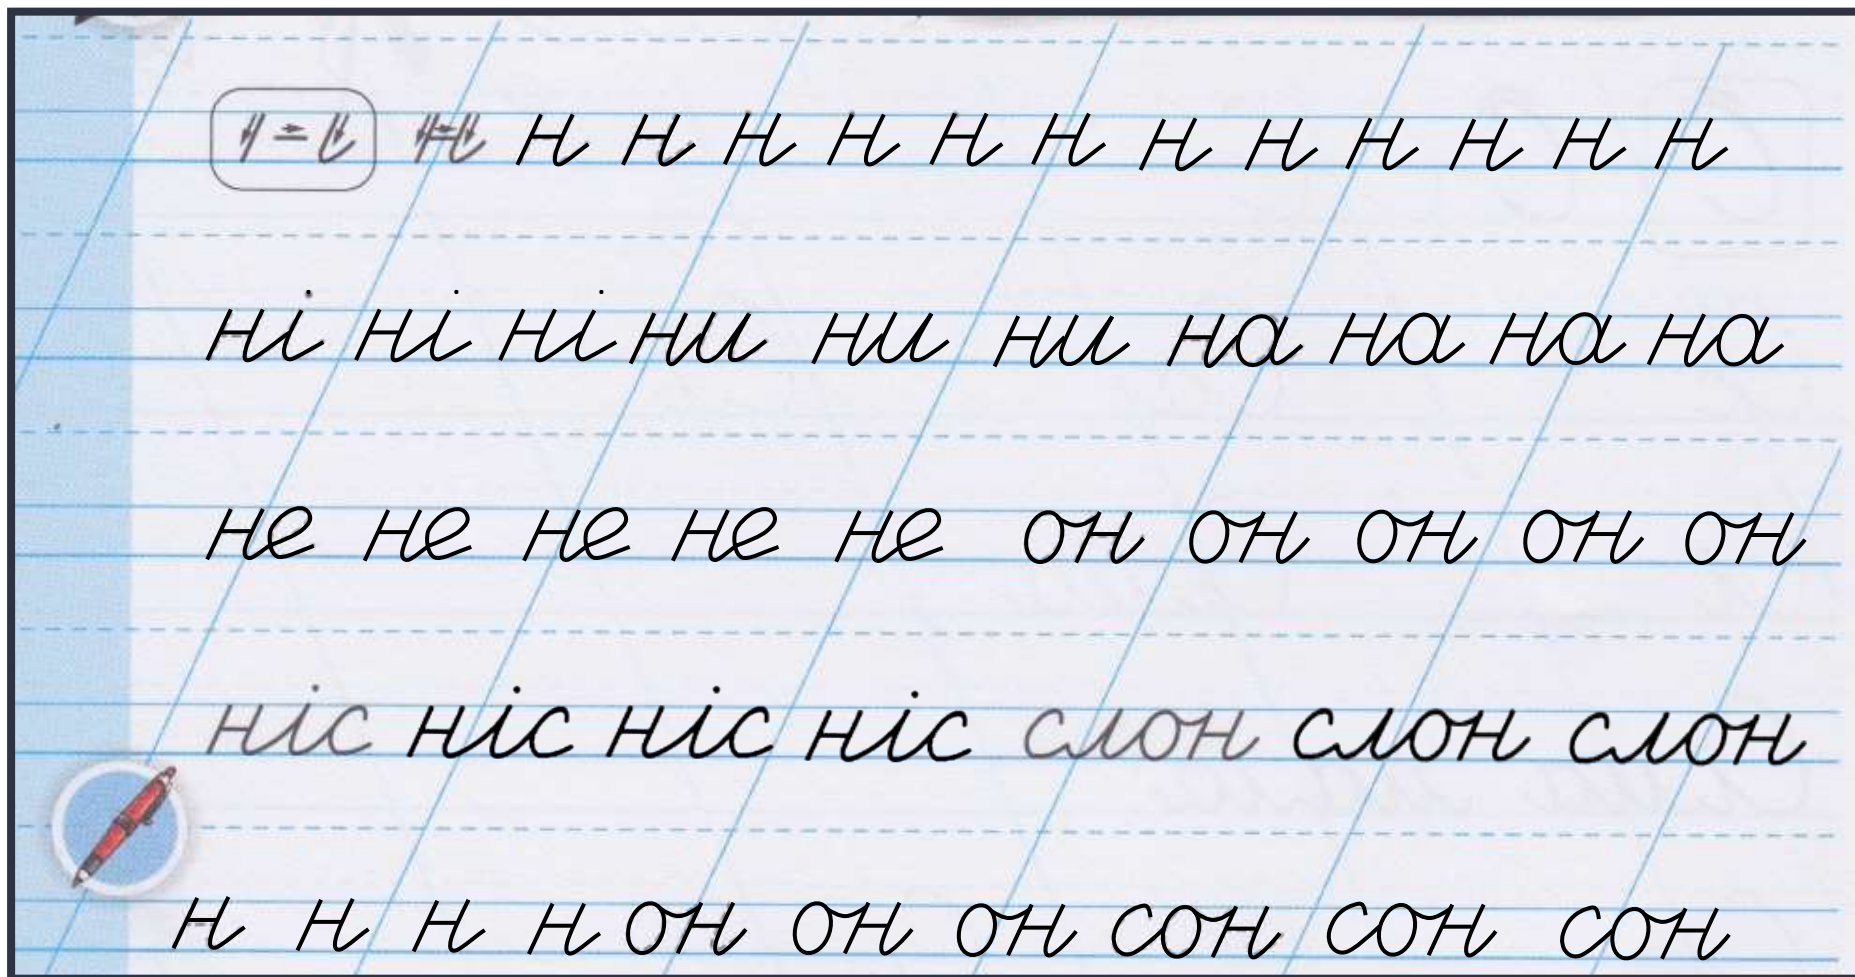 н н н н н н н н н н н н н
ні ні ні ни ни ни на на на на
не не не не не он он он он он
ніс ніс ніс ніс слон слон слон
н н н н он он он сон сон сон